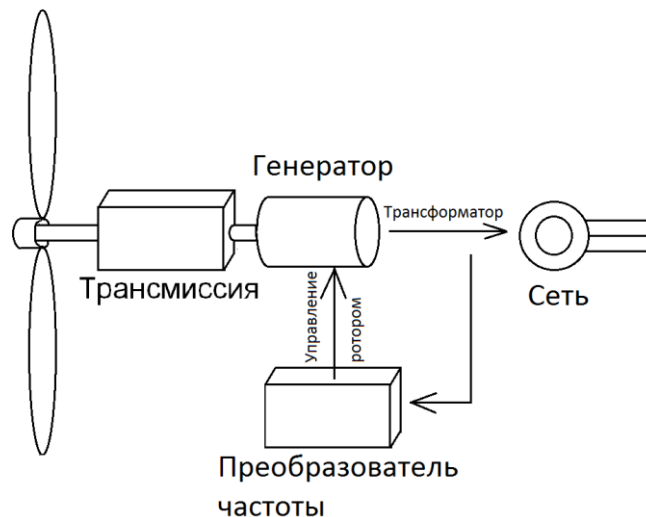 Генератор
Трансформатор
Трансмиссия
Сеть
Управление
ротором
Преобразователь
частоты